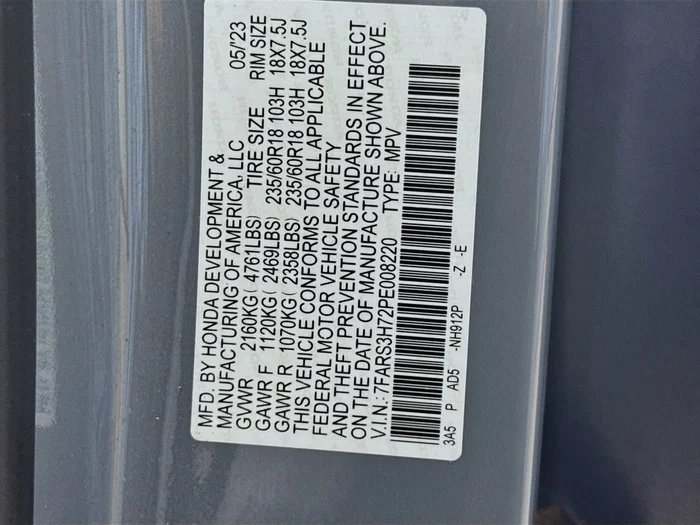 MFD. BY HONDA DEVELOPMENT &
MANUFACTURING OF AMERICA, LLC 05/'23
GVWR 2160KG( 4761LBS) TIRE SIZE RIM SIZE
GAWR F 1120KG( 2469LBS) 235/60R18 103H 18X7.5J
GAWR R 1070KG( 2358LBS) 235/60R18 103H 18X7.5J
THIS VEHICLE CONFORMS TO ALL APPLICABLE
FEDERAL MOTOR VEHICLE SAFETY
AND THEFT PREVENTION STANDARDS IN EFFECT
ON THE DATE OF MANUFACTURE SHOWN ABOVE.
V.I.N.: 7FARS3H72PE008220 TYPE: MPV
3A5 P AD5 -NH912P -Z -E